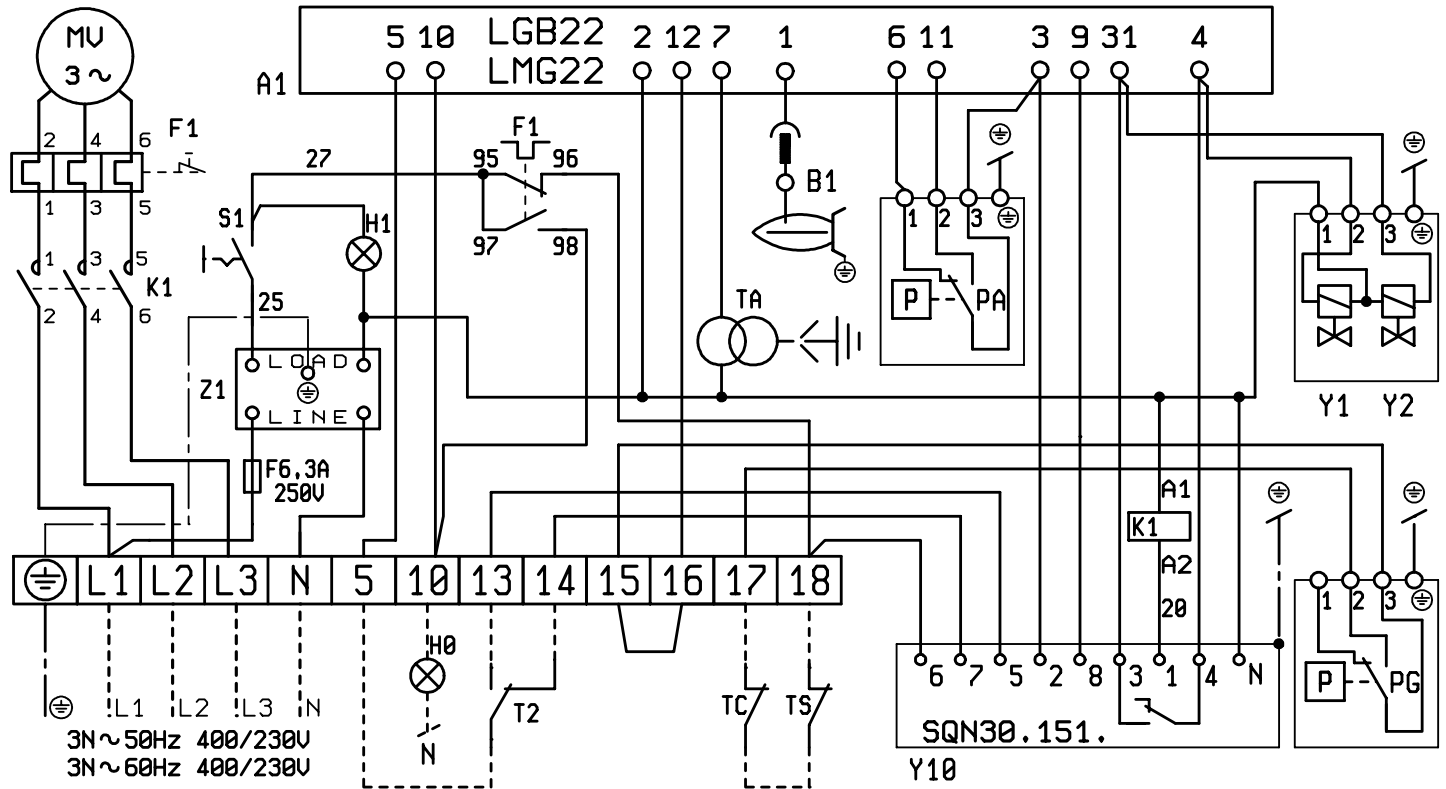 MV
3 ~
A1
5 10 LGB22 2 12 7 1 6 11 3 9 31 4
LMG22
2 4 6
F1
1 3 5
1 3 5
K1
2 4 6
27
F1
95 96
97 98
S1
H1
25
LOAD
Z1
LINE
F6,3A
250V
B1
TA
1 2 3
P
PA
1 2 3
Y1 Y2
A1
K1
A2
20
L1 L2 L3 N 5 10 13 14 15 16 17 18
H0
N
T2
TC
TS
L1 L2 L3 N
3N~50Hz 400/230V
3N~60Hz 400/230V
6 7 5 2 8 3 1 4 N
SQN30.151.
Y10
1 2 3
P
PG